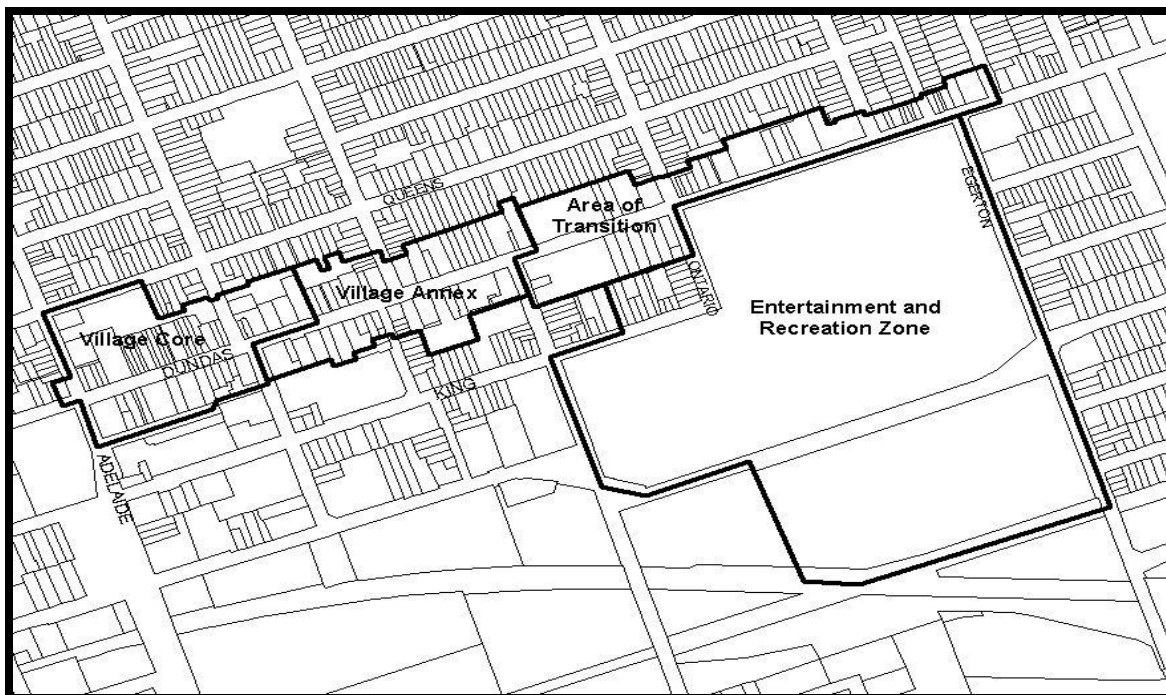 QUEENS
EGERTON
Area of
Transition
Village Annex
ONTARIO
Entertainment and
Recreation Zone
Village Core
DUNDAS
KING
ADELAIDE